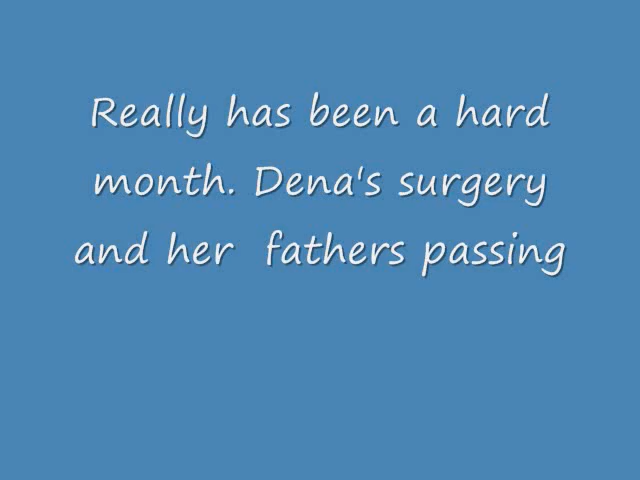 Really has been a hard
month. Dena's surgery
and her  fathers passing